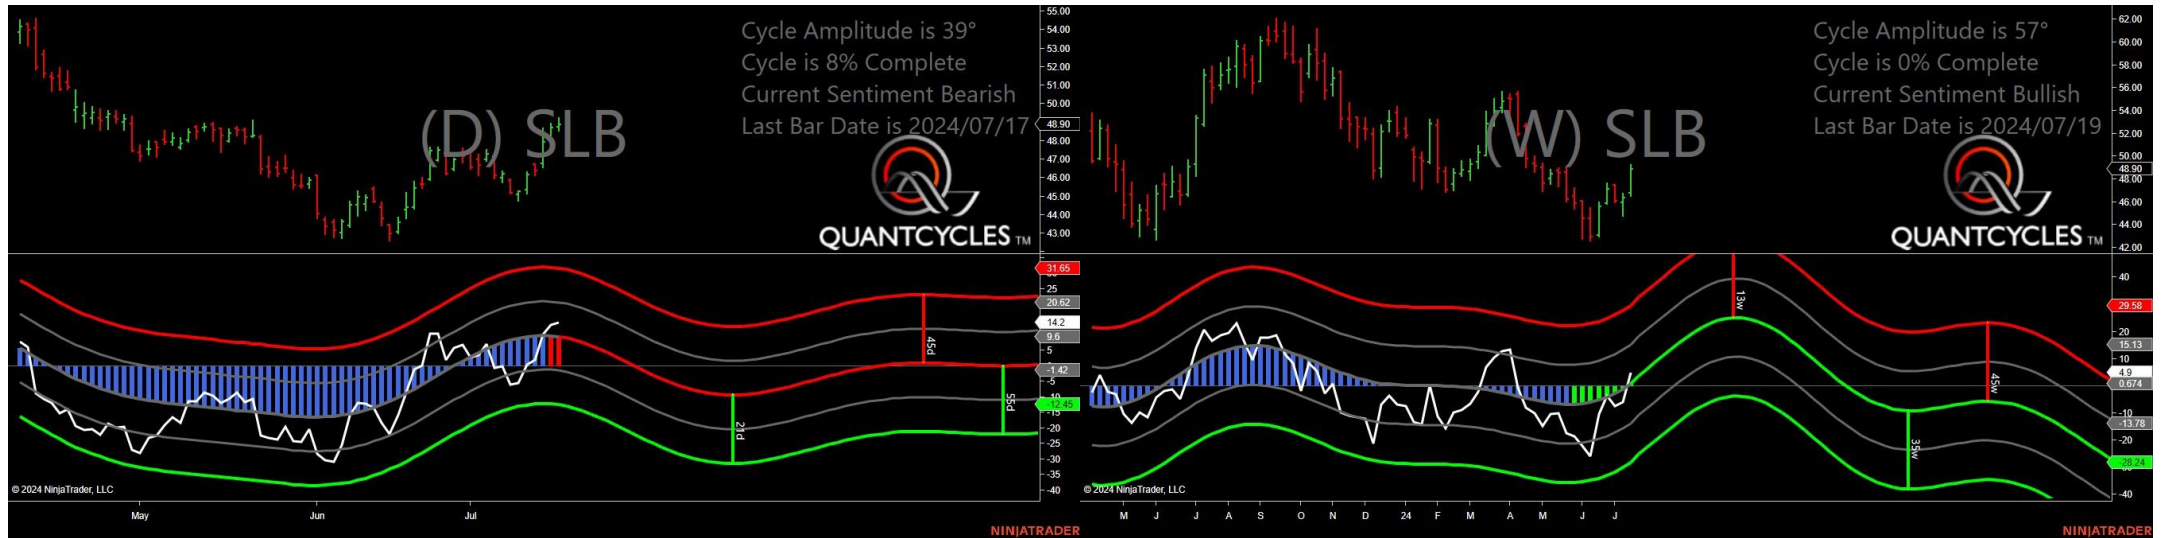 Cycle Amplitude is 39°
Cycle is 8% Complete
Current Sentiment Bearish
Last Bar Date is 2024/07/17
(D) SLB
QUANTCYCLES TM
55.00
54.00
53.00
52.00
51.00
50.00
48.90
48.00
47.00
46.00
45.00
44.00
43.00
31.65
25
20.62
14.2
9.6
5
-1.42
-5
-12.45
-15
-20
-25
-30
-35
-40
21d
45d
55d
© 2024 NinjaTrader, LLC
May Jun Jul
NINJATRADER
Cycle Amplitude is 57°
Cycle is 0% Complete
Current Sentiment Bullish
Last Bar Date is 2024/07/19
(W) SLB
QUANTCYCLES TM
62.00
60.00
58.00
56.00
54.00
52.00
50.00
48.90
48.00
46.00
44.00
42.00
40
29.58
20
15.13
10
4.9
0.674
-10
-13.78
-20
-28.24
-40
13w
35w
45w
© 2024 NinjaTrader, LLC
M J J A S O N D 24 F M A M J J
NINJATRADER